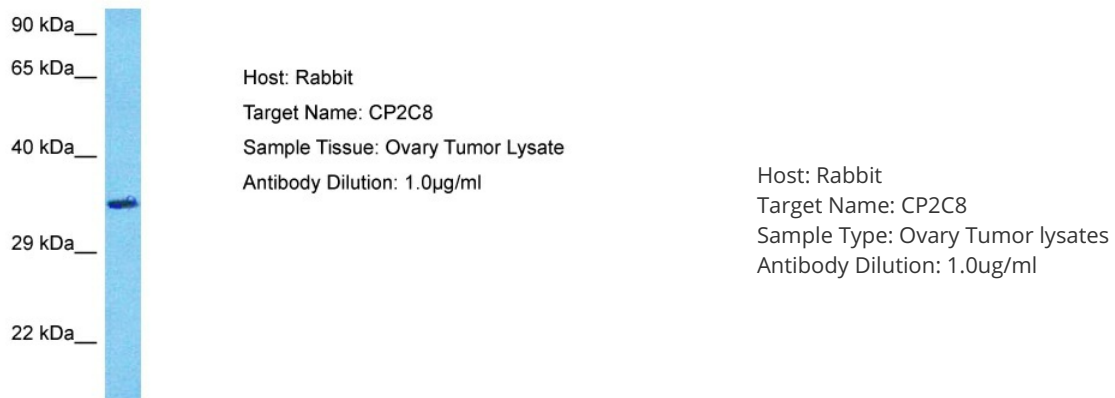 90 kDa__
65 kDa__
40 kDa__
29 kDa__
22 kDa__
Host: Rabbit
Target Name: CP2C8
Sample Tissue: Ovary Tumor Lysate
Antibody Dilution: 1.0µg/ml
Host: Rabbit
Target Name: CP2C8
Sample Type: Ovary Tumor lysates
Antibody Dilution: 1.0ug/ml